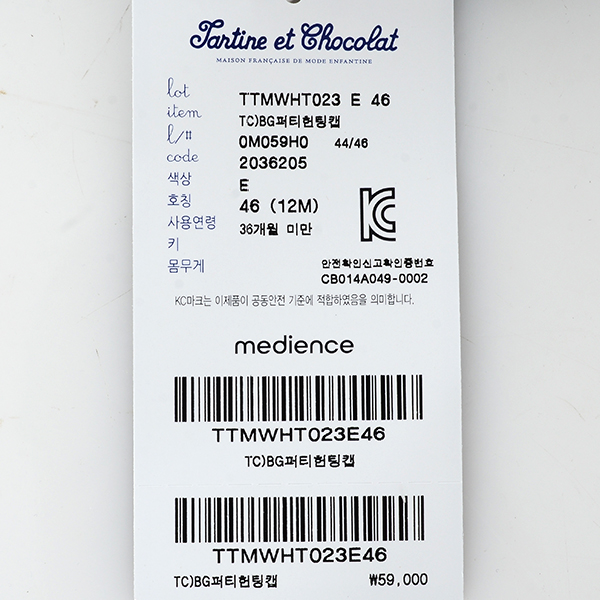 Tartine et Chocolat
MAISON FRANÇAISE DE MODE ENFANTINE
lot TTMWHT023 E 46
item TC)BG퍼티헌팅캡
l/# 0M059H0 44/46
code 2036205
색상 E
호칭 46 (12M)
사용연령 36개월 미만
키
몸무게
안전확인신고확인증번호
CB014A049-0002
KC마크는 이제품이 공동안전 기준에 적합하였음을 의미합니다.
medience
TTMWHT023E46
TC)BG퍼티헌팅캡
TTMWHT023E46
TC)BG퍼티헌팅캡 ₩59,000